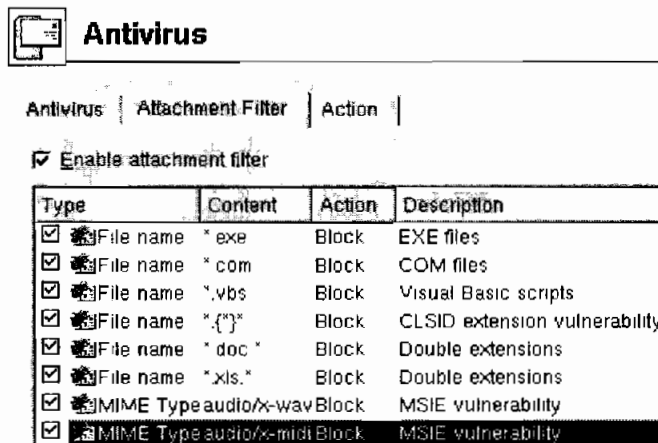 Antivirus
Antivirus Attachment Filter Action
Enable attachment filter
Type Content Action Description
File name *.exe Block EXE files
File name *.com Block COM files
File name *.vbs Block Visual Basic scripts
File name *.{*}* Block CLSID extension vulnerability
File name *.doc.* Block Double extensions
File name *.xls.* Block Double extensions
MIME Type audio/x-wav Block MSIE vulnerability
MIME Type audio/x-midi Block MSIE vulnerability